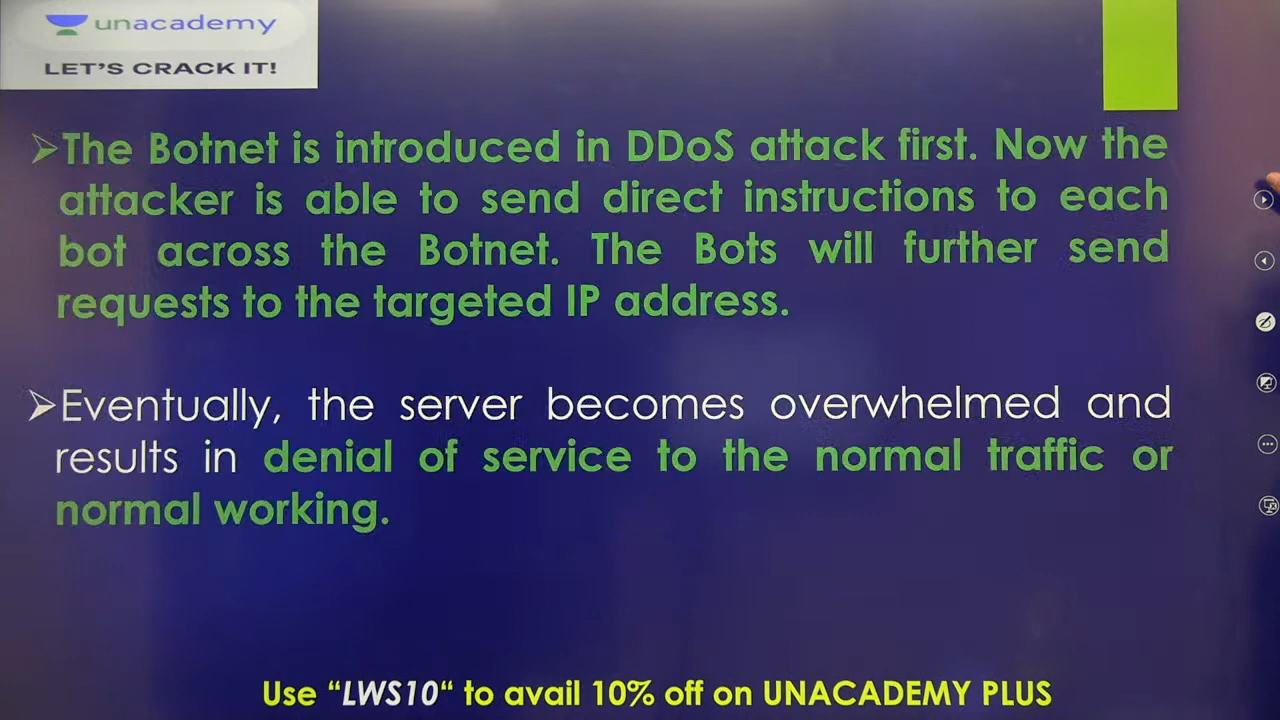 unacademy
LET'S CRACK IT!
➢The Botnet is introduced in DDoS attack first. Now the
attacker is able to send direct instructions to each
bot across the Botnet. The Bots will further send
requests to the targeted IP address.
➢Eventually, the server becomes overwhelmed and
results in denial of service to the normal traffic or
normal working.
Use “LWS10“ to avail 10% off on UNACADEMY PLUS